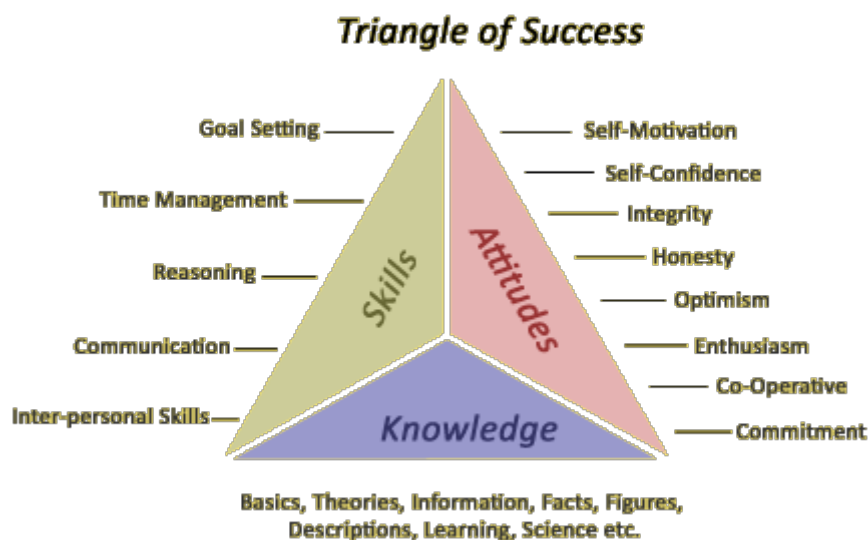 Triangle of Success
Goal Setting
Time Management
Reasoning
Communication
Inter-personal Skills
Skills
Attitudes
Knowledge
Self-Motivation
Self-Confidence
Integrity
Honesty
Optimism
Enthusiasm
Co-Operative
Commitment
Basics, Theories, Information, Facts, Figures,
Descriptions, Learning, Science etc.